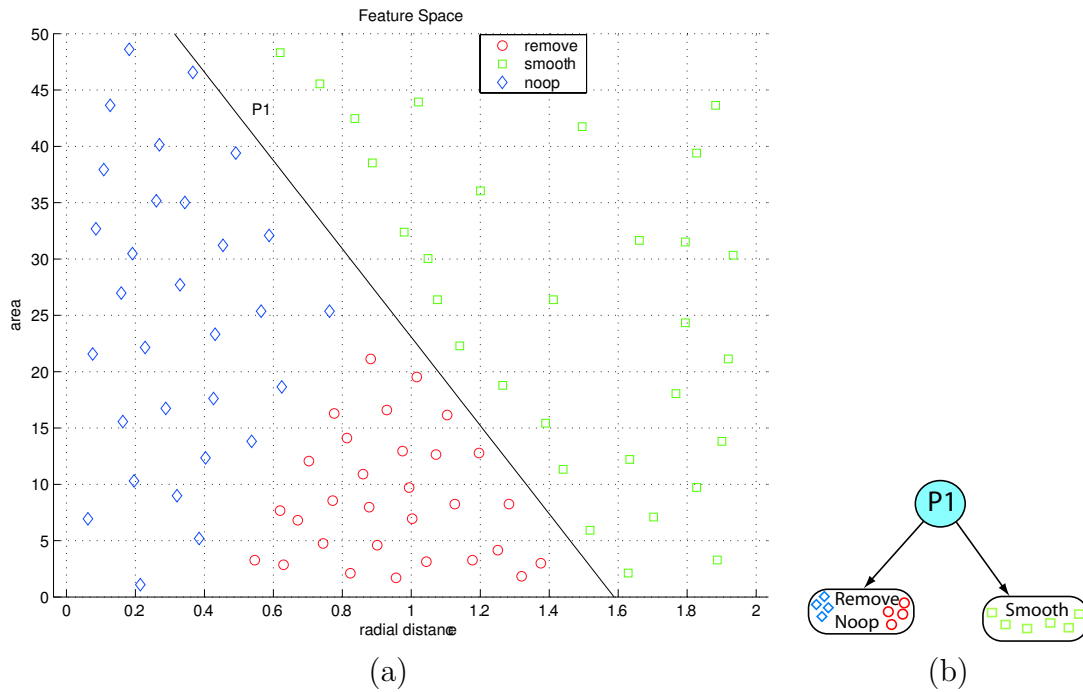 Feature Space
50
45
40
35
30
25
20
15
10
5
0
area
remove
smooth
noop
P1
0 0.2 0.4 0.6 0.8 1 1.2 1.4 1.6 1.8 2
radial distance
(a)
P1
Remove
Noop
Smooth
(b)